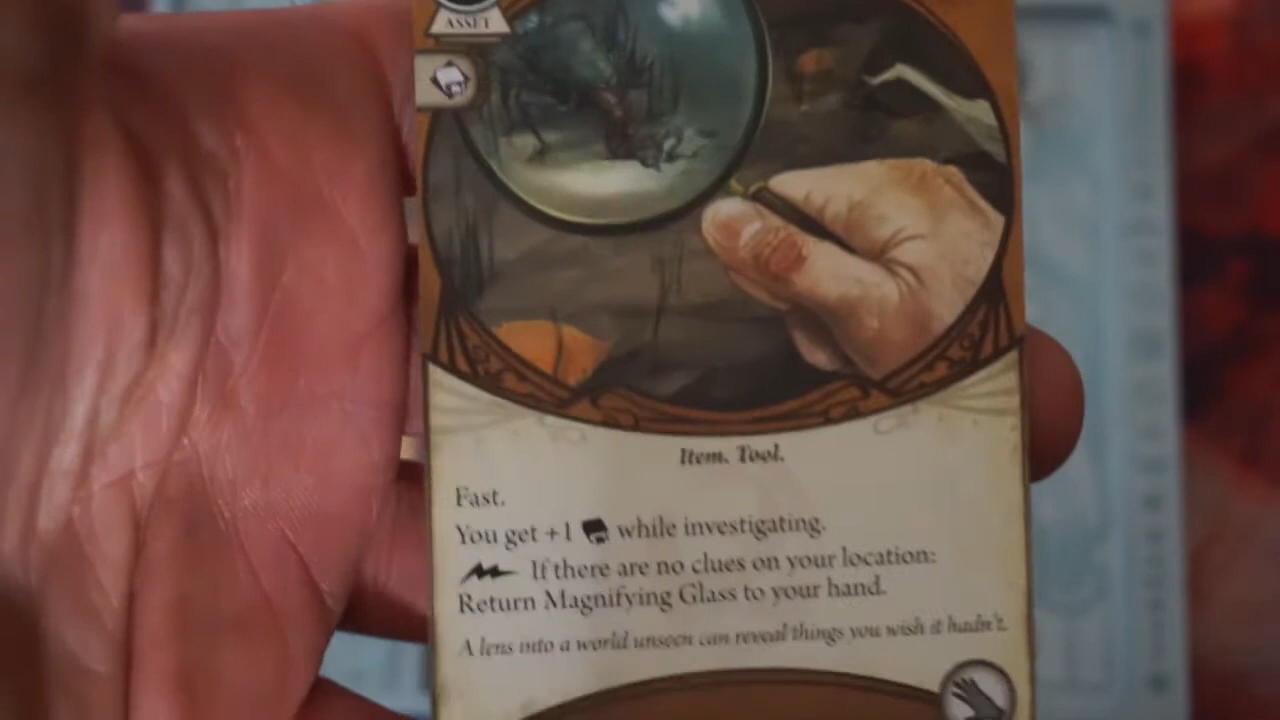 ASSET
Item. Tool.
Fast.
You get +1 while investigating.
If there are no clues on your location:
Return Magnifying Glass to your hand.
A lens into a world unseen can reveal things you wish it hadn't.